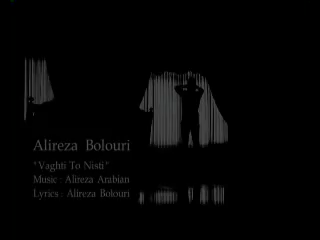 Alireza Bolouri
"Vaghti To Nisti"
Music : Alireza Arabian
Lyrics : Alireza Bolouri